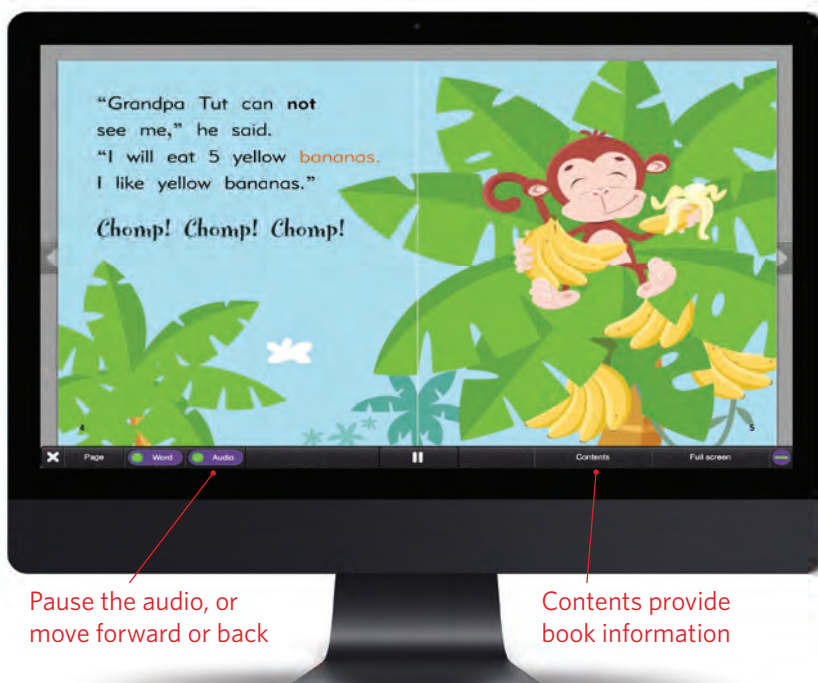 “Grandpa Tut can not
see me,” he said.
“I will eat 5 yellow bananas.
I like yellow bananas.”
Chomp! Chomp! Chomp!
4
5
Page
Word
Audio
Contents
Full screen
Pause the audio, or
move forward or back
Contents provide
book information